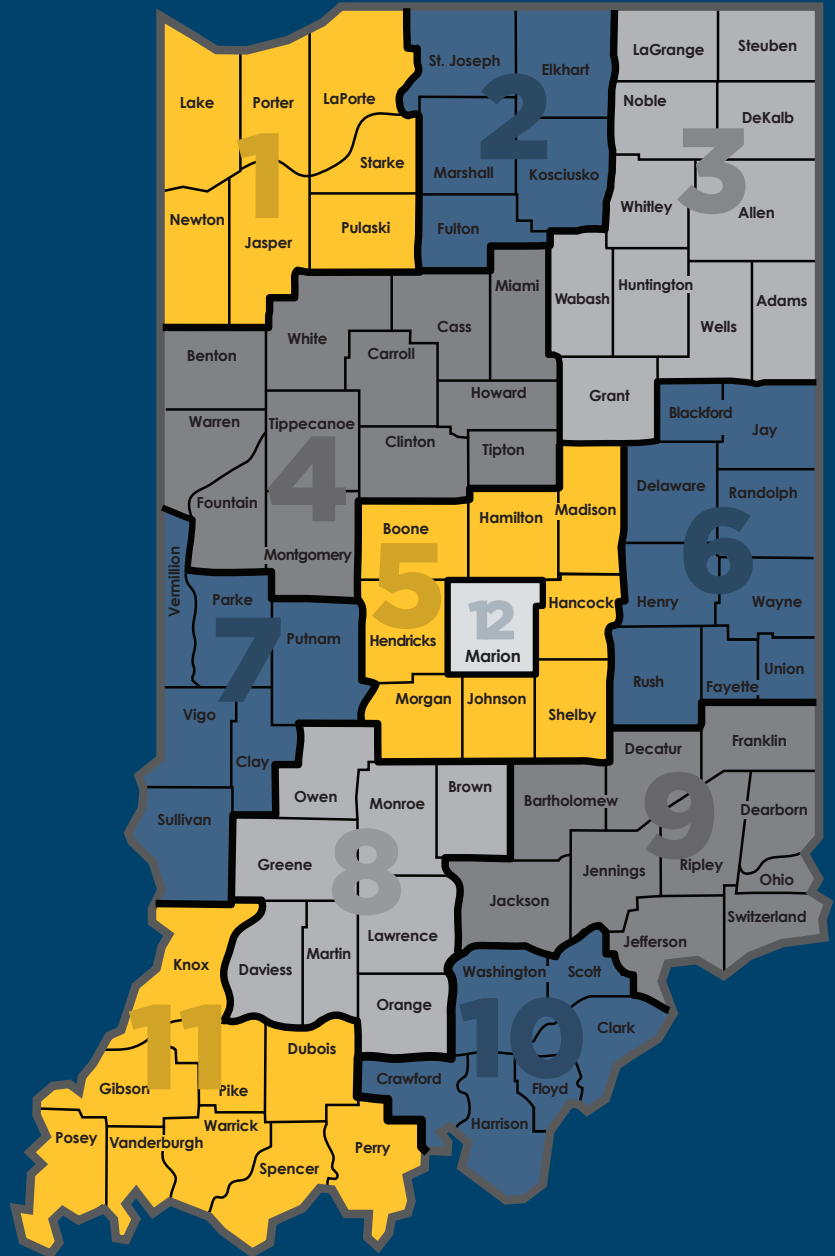 St. Joseph
Elkhart
LaGrange
Steuben
Lake
Porter
LaPorte
2
Noble
DeKalb
1
Starke
Marshall
Kosciusko
3
Newton
Jasper
Pulaski
Fulton
Whitley
Allen
Miami
Wabash
Huntington
Adams
White
Cass
Wells
Benton
Carroll
Howard
Grant
Blackford
Jay
Warren
Tippecanoe
Clinton
Tipton
4
Fountain
Montgomery
Boone
Hamilton
Madison
Delaware
Randolph
5
6
Vermillion
Parke
Putnam
Hendricks
12
Marion
Hancock
Henry
Wayne
7
Morgan
Johnson
Shelby
Rush
Fayette
Union
Vigo
Clay
Decatur
Franklin
Sullivan
Owen
Monroe
Brown
Bartholomew
9
Dearborn
Greene
8
Jennings
Ripley
Ohio
Jackson
Switzerland
Knox
Daviess
Martin
Lawrence
Jefferson
Washington
Scott
Orange
11
10
Clark
Dubois
Gibson
Pike
Crawford
Floyd
Harrison
Posey
Vanderburgh
Warrick
Spencer
Perry